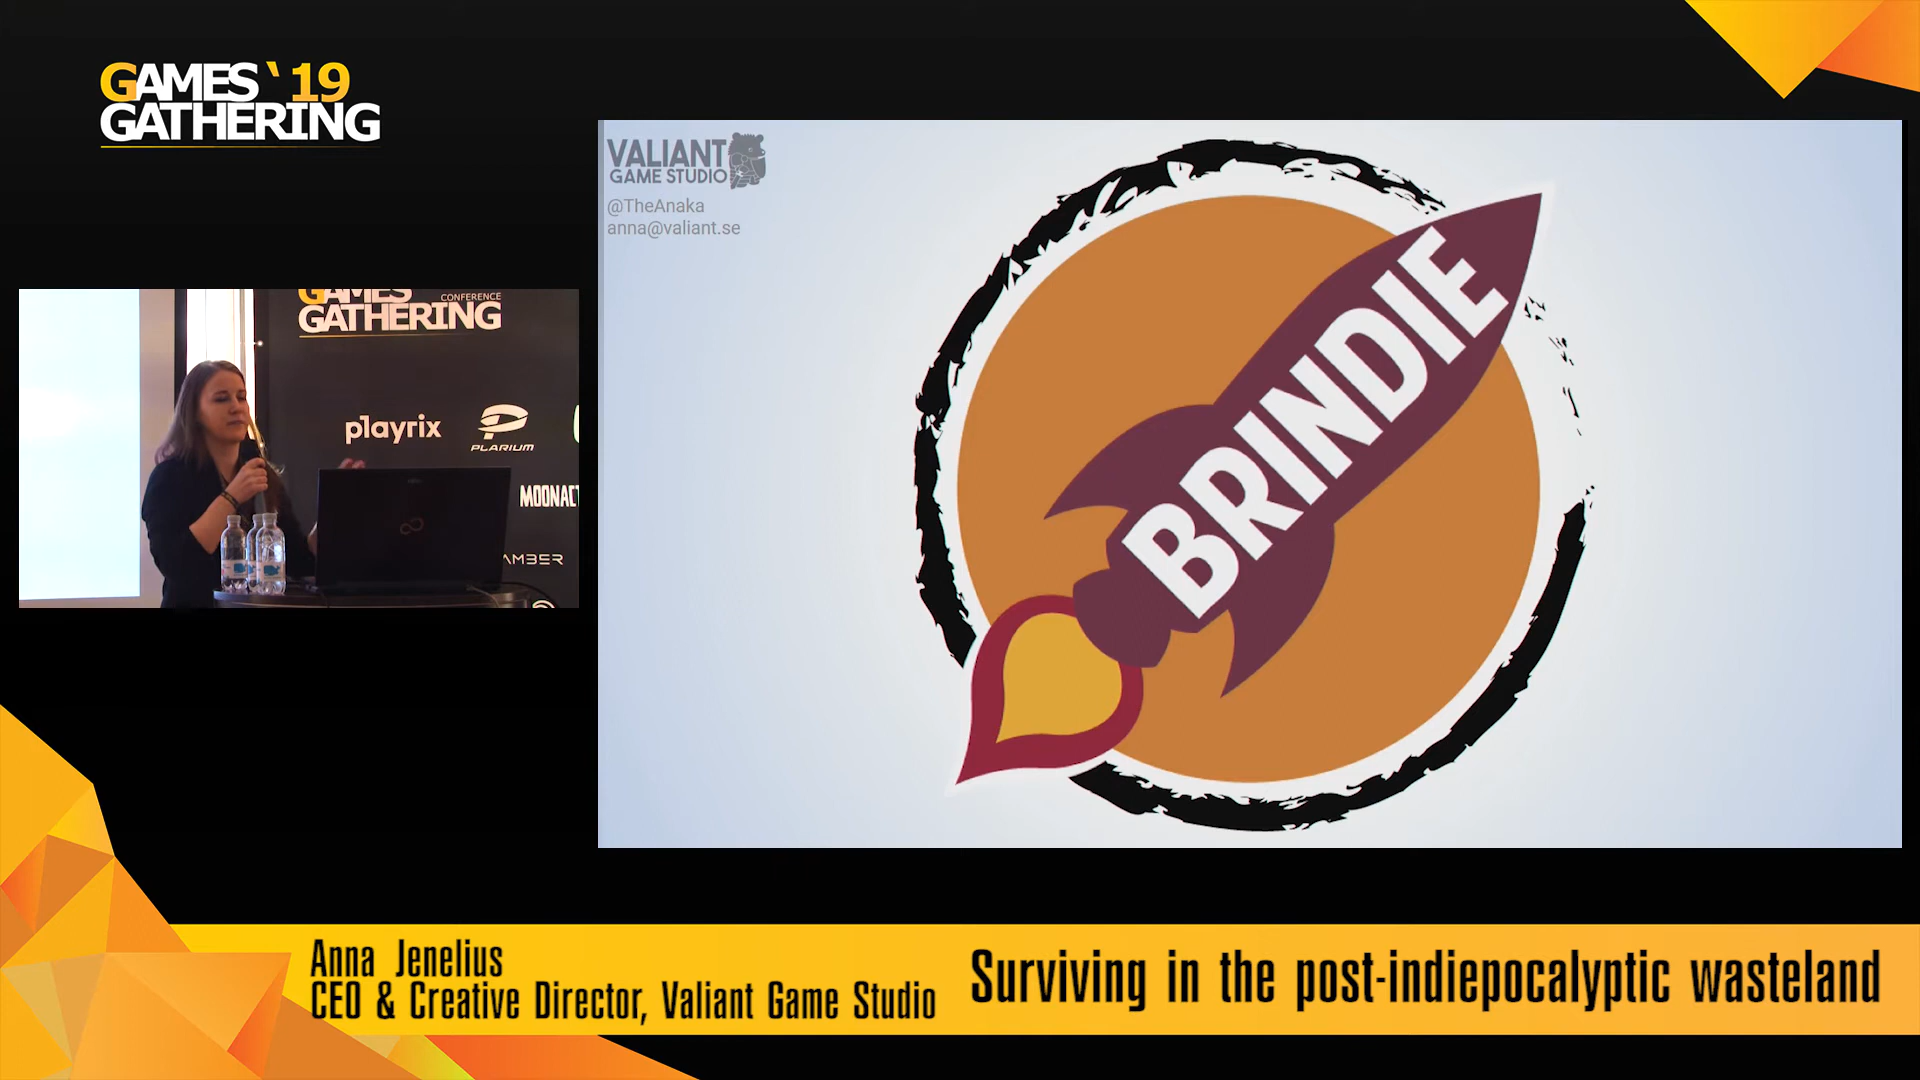 GAMES '19
GATHERING
VALIANT
GAME STUDIO
@TheAnaka
anna@valiant.se
BRINDIE
GAMES
CONFERENCE
GATHERING
playrix
PLARIUM
MOONAC
AMBER
Anna Jenelius
CEO & Creative Director, Valiant Game Studio
Surviving in the post-indiepocalyptic wasteland